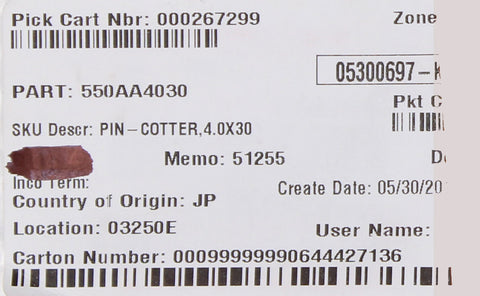 Pick Cart Nbr: 000267299 Zone
05300697-K
PART: 550AA4030
Pkt C
SKU Descr: PIN-COTTER,4.0X30
Memo: 51255
Inco Term:
Create Date: 05/30/20
Country of Origin: JP
Location: 03250E
User Name:
Carton Number: 00099999990644427136